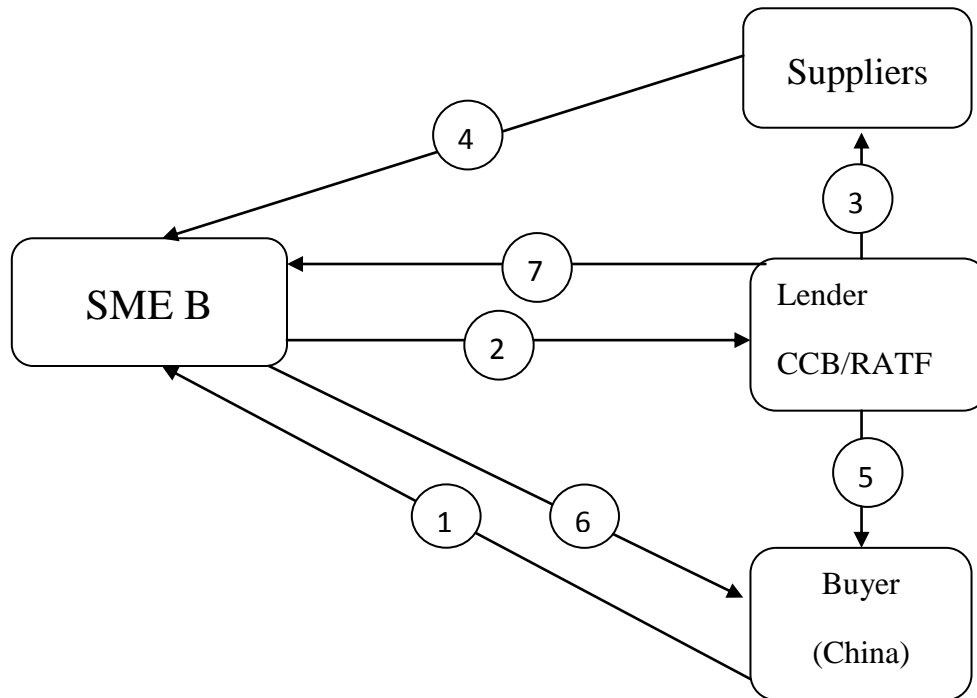 Suppliers
4
3
7
SME B
Lender
2
CCB/RATF
5
1
6
Buyer
(China)